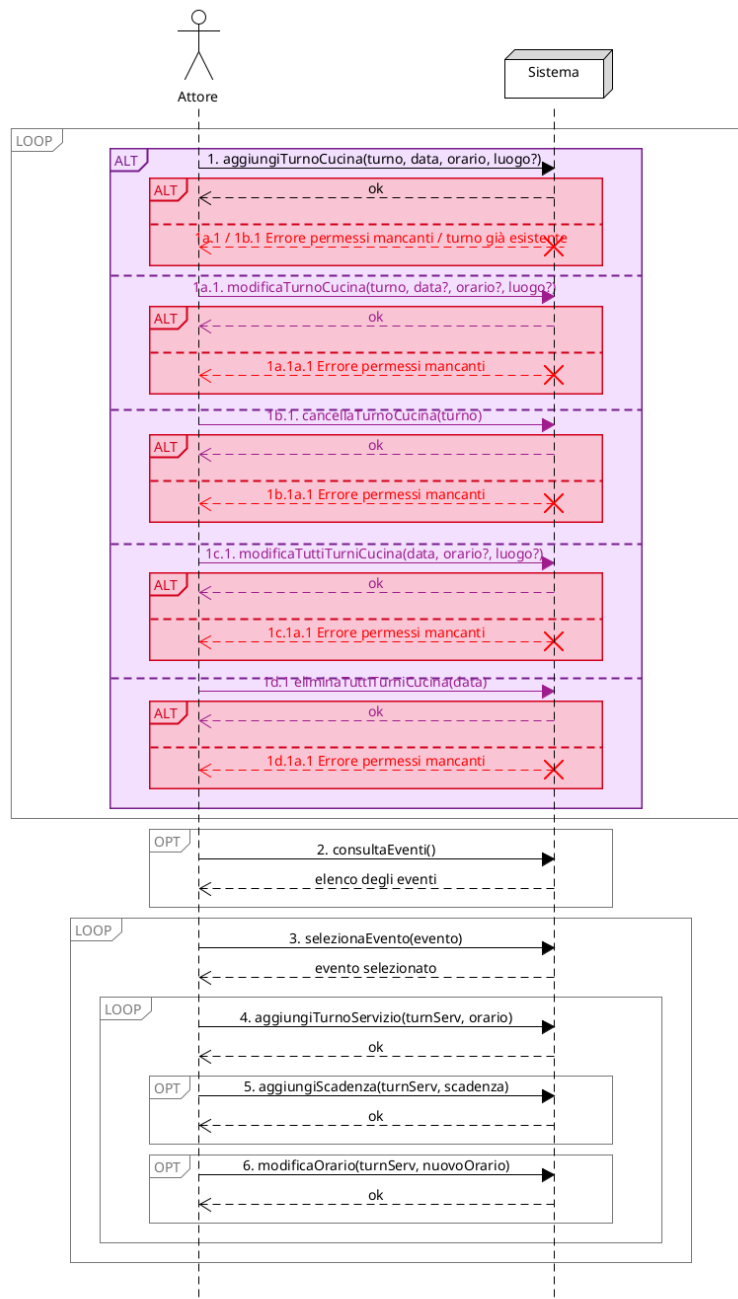 Attore
Sistema
LOOP
ALT
1. aggiungiTurnoCucina(turno, data, orario, luogo?)
ALT
ok
1a.1 / 1b.1 Errore permessi mancanti / turno già esistente
1a.1. modificaTurnoCucina(turno, data?, orario?, luogo?)
ALT
ok
1a.1a.1 Errore permessi mancanti
1b.1. cancellaTurnoCucina(turno)
ALT
ok
1b.1a.1 Errore permessi mancanti
1c.1. modificaTuttiTurniCucina(data, orario?, luogo?)
ALT
ok
1c.1a.1 Errore permessi mancanti
1d.1 eliminaTuttiTurniCucina(data)
ALT
ok
1d.1a.1 Errore permessi mancanti
OPT
2. consultaEventi()
elenco degli eventi
LOOP
3. selezionaEvento(evento)
evento selezionato
LOOP
4. aggiungiTurnoServizio(turnServ, orario)
ok
OPT
5. aggiungiScadenza(turnServ, scadenza)
ok
OPT
6. modificaOrario(turnServ, nuovoOrario)
ok